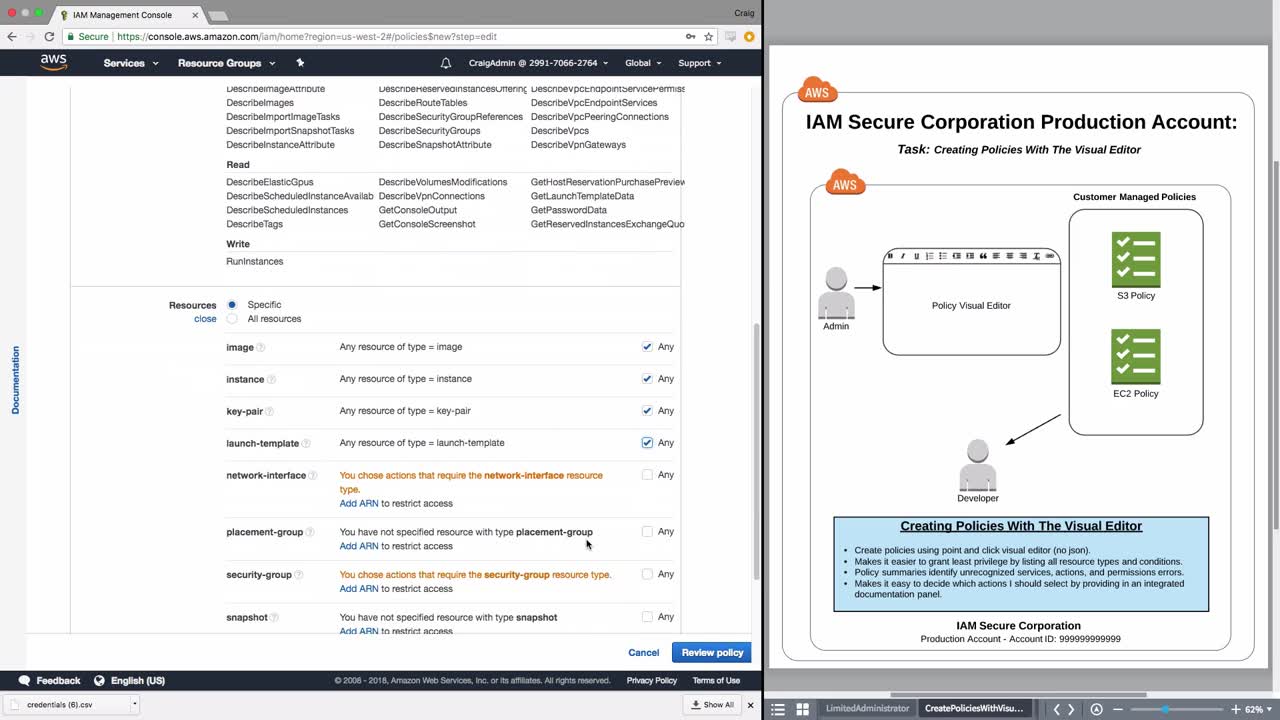 IAM Management Console
Craig
Secure | https://console.aws.amazon.com/iam/home?region=us-west-2#/policies$new?step=edit
aws
Services
Resource Groups
CraigAdmin @ 2991-7066-2764
Global
Support
DescribeImageAttribute DescribeReservedInstancesOffering DescribeVpcEndpointServicePermiss
DescribeImages DescribeRouteTables DescribeVpcEndpointServices
DescribeImportImageTasks DescribeSecurityGroupReferences DescribeVpcPeeringConnections
DescribeImportSnapshotTasks DescribeSecurityGroups DescribeVpcs
DescribeInstanceAttribute DescribeSnapshotAttribute DescribeVpnGateways
Read
DescribeElasticGpus DescribeVolumesModifications GetHostReservationPurchasePreview
DescribeScheduledInstanceAvailab DescribeVpnConnections GetLaunchTemplateData
DescribeScheduledInstances GetConsoleOutput GetPasswordData
DescribeTags GetConsoleScreenshot GetReservedInstancesExchangeQuo
Write
RunInstances
Resources Specific
close All resources
image Any resource of type = image Any
instance Any resource of type = instance Any
key-pair Any resource of type = key-pair Any
launch-template Any resource of type = launch-template Any
network-interface You chose actions that require the network-interface resource Any
type.
Add ARN to restrict access
placement-group You have not specified resource with type placement-group Any
Add ARN to restrict access
security-group You chose actions that require the security-group resource type. Any
Add ARN to restrict access
snapshot You have not specified resource with type snapshot Any
Add ARN to restrict access
Documentation
Cancel Review policy
Feedback English (US) © 2008 - 2018, Amazon Web Services, Inc. or its affiliates. All rights reserved. Privacy Policy Terms of Use
credentials (6).csv Show All
AWS
IAM Secure Corporation Production Account:
Task: Creating Policies With The Visual Editor
AWS
Customer Managed Policies
Policy Visual Editor
S3 Policy
Admin
EC2 Policy
Developer
Creating Policies With The Visual Editor
• Create policies using point and click visual editor (no json).
• Makes it easier to grant least privilege by listing all resource types and conditions.
• Policy summaries identify unrecognized services, actions, and permissions errors.
• Makes it easy to decide which actions I should select by providing in an integrated
documentation panel.
IAM Secure Corporation
Production Account - Account ID: 999999999999
LimitedAdministrator CreatePoliciesWithVisu... 62%